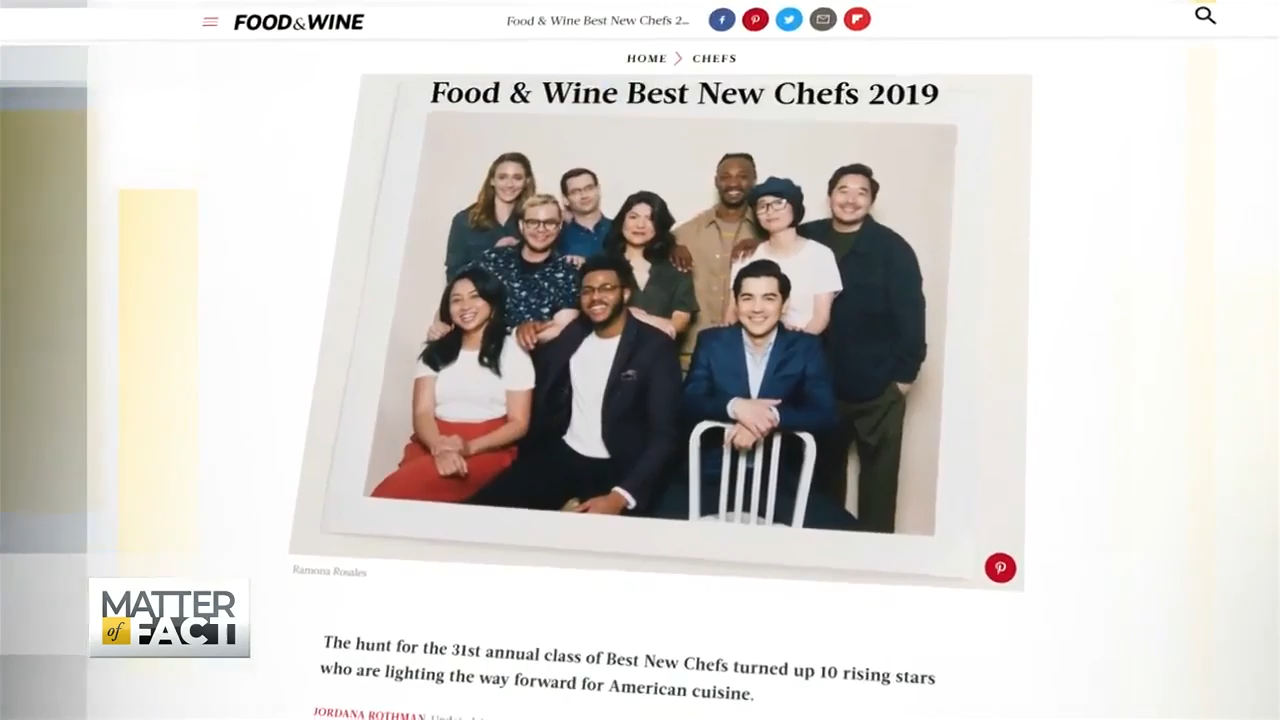 FOOD&WINE
Food & Wine Best New Chefs 2...
HOME > CHEFS
Food & Wine Best New Chefs 2019
Ramona Rosales
MATTER
of FACT
The hunt for the 31st annual class of Best New Chefs turned up 10 rising stars
who are lighting the way forward for American cuisine.
JORDANA ROTHMAN